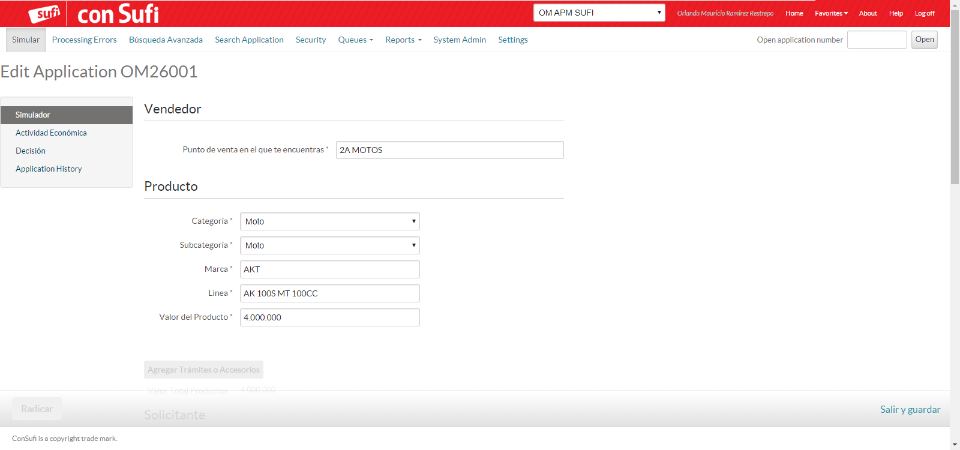 sufi con Sufi OM APM SUFI Orlando Mauricio Ramirez Restrepo Home Favorites About Help Log off
Simular Processing Errors Búsqueda Avanzada Search Application Security Queues Reports System Admin Settings Open application number Open
Edit Application OM26001
Simulador
Actividad Económica
Decisión
Application History
Vendedor
Punto de venta en el que te encuentras * 2A MOTOS
Producto
Categoría * Moto
Subcategoría * Moto
Marca * AKT
Linea * AK 100S MT 100CC
Valor del Producto * 4.000.000
Agregar Trámites o Accesorios
Valor Total Productos 4.000.000
Solicitante
Radicar Salir y guardar
ConSufi is a copyright trade mark.